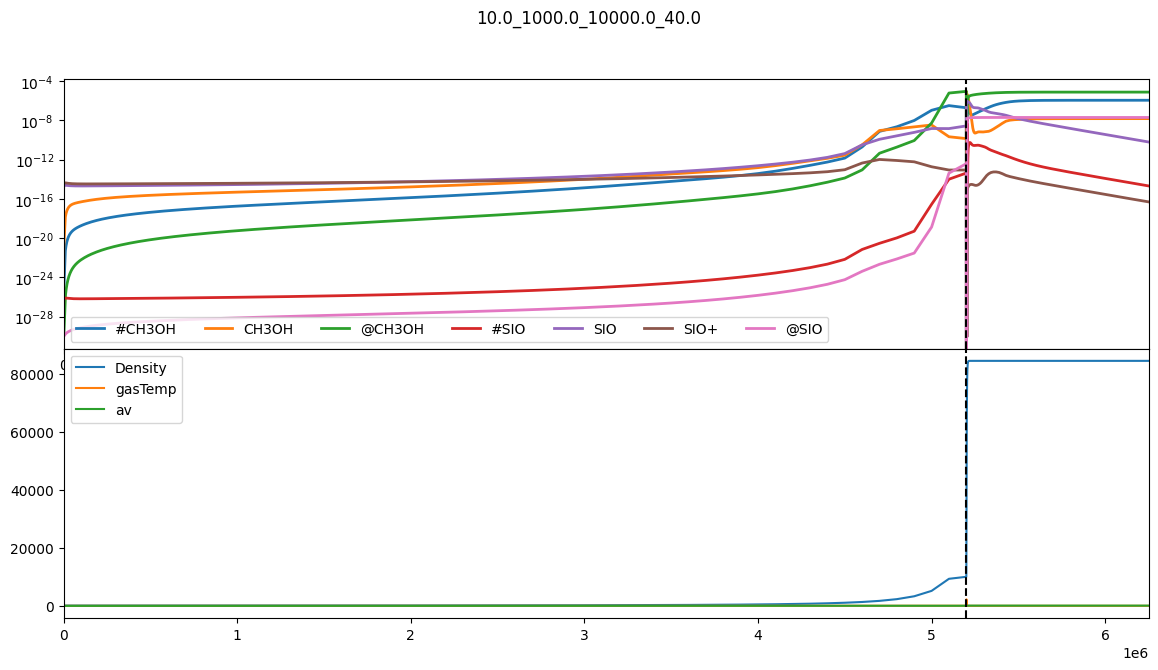 10.0_1000.0_10000.0_40.0
10⁻⁴
10⁻⁸
10⁻¹²
10⁻¹⁶
10⁻²⁰
10⁻²⁴
10⁻²⁸
#CH3OH CH3OH @CH3OH #SIO SIO SIO+ @SIO
Density
gasTemp
av
80000
60000
40000
20000
0
0 1 2 3 4 5 6
1e6